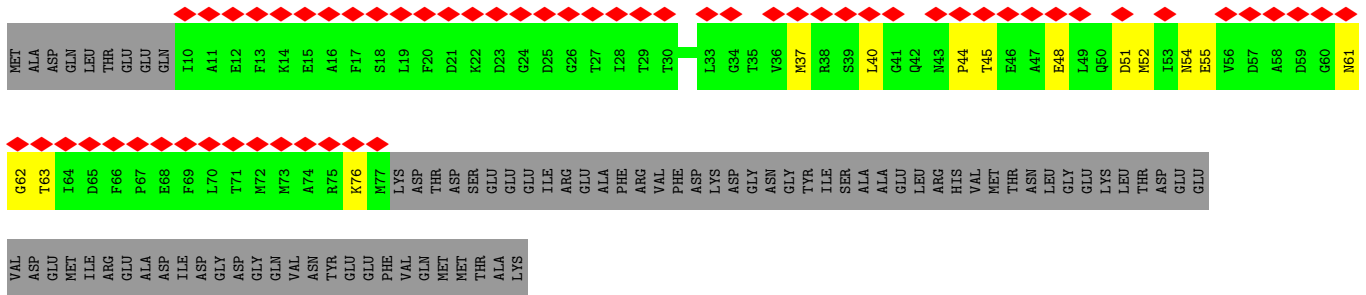 MET ALA ASP GLN LEU THR GLU GLU GLN I10 A11 E12 F13 K14 E15 A16 F17 S18 L19 F20 D21 K22 D23 G24 D25 G26 T27 I28 T29 T30 L33 G34 T35 V36 M37 R38 S39 L40 G41 Q42 N43 P44 T45 E46 A47 E48 L49 Q50 D51 M52 I53 N54 E55 V56 D57 A58 D59 G60 N61
G62 T63 I64 D65 F66 P67 E68 F69 L70 T71 M72 M73 A74 R75 K76 M77 LYS ASP THR ASP SER GLU GLU GLU ILE ARG GLU ALA PHE ARG VAL PHE ASP LYS ASP GLY ASN GLY TYR ILE SER ALA ALA GLU LEU ARG HIS VAL MET THR ASN LEU GLY GLU LYS LEU THR ASP GLU GLU
VAL ASP GLU MET ILE ARG GLU ALA ASP ILE ASP GLY ASP GLY GLN VAL ASN TYR GLU GLU PHE VAL GLN MET MET THR ALA LYS